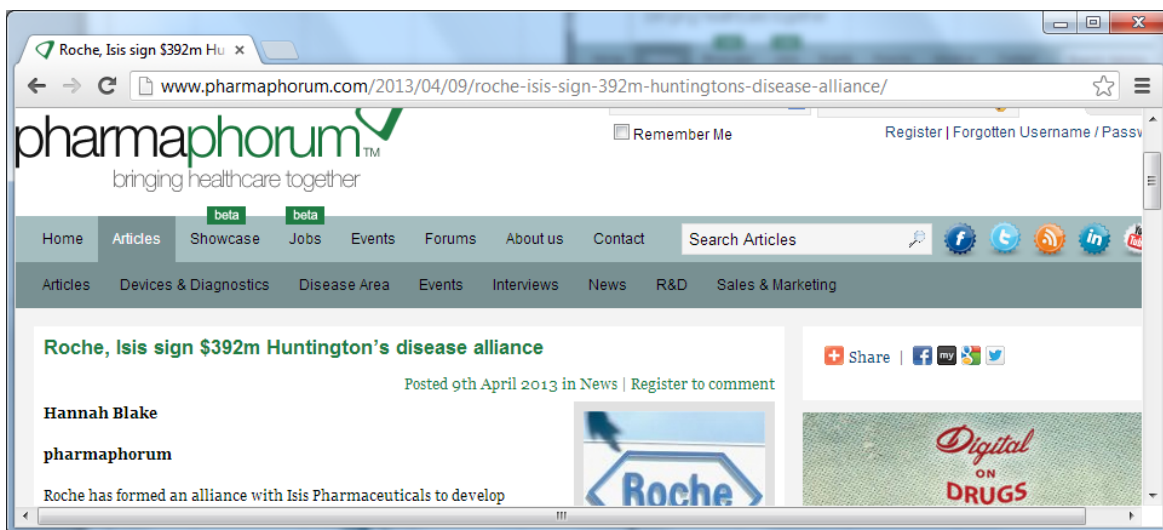 Roche, Isis sign $392m Hu
www.pharmaphorum.com/2013/04/09/roche-isis-sign-392m-huntingtons-disease-alliance/
pharmaphorum™
bringing healthcare together
Remember Me
Register | Forgotten Username / Passw
beta beta
Home Articles Showcase Jobs Events Forums About us Contact Search Articles
Articles Devices & Diagnostics Disease Area Events Interviews News R&D Sales & Marketing
Roche, Isis sign $392m Huntington's disease alliance
Share |
my
Posted 9th April 2013 in News | Register to comment
Hannah Blake
pharmaphorum
Roche has formed an alliance with Isis Pharmaceuticals to develop
Roche
Digital
ON
DRUGS